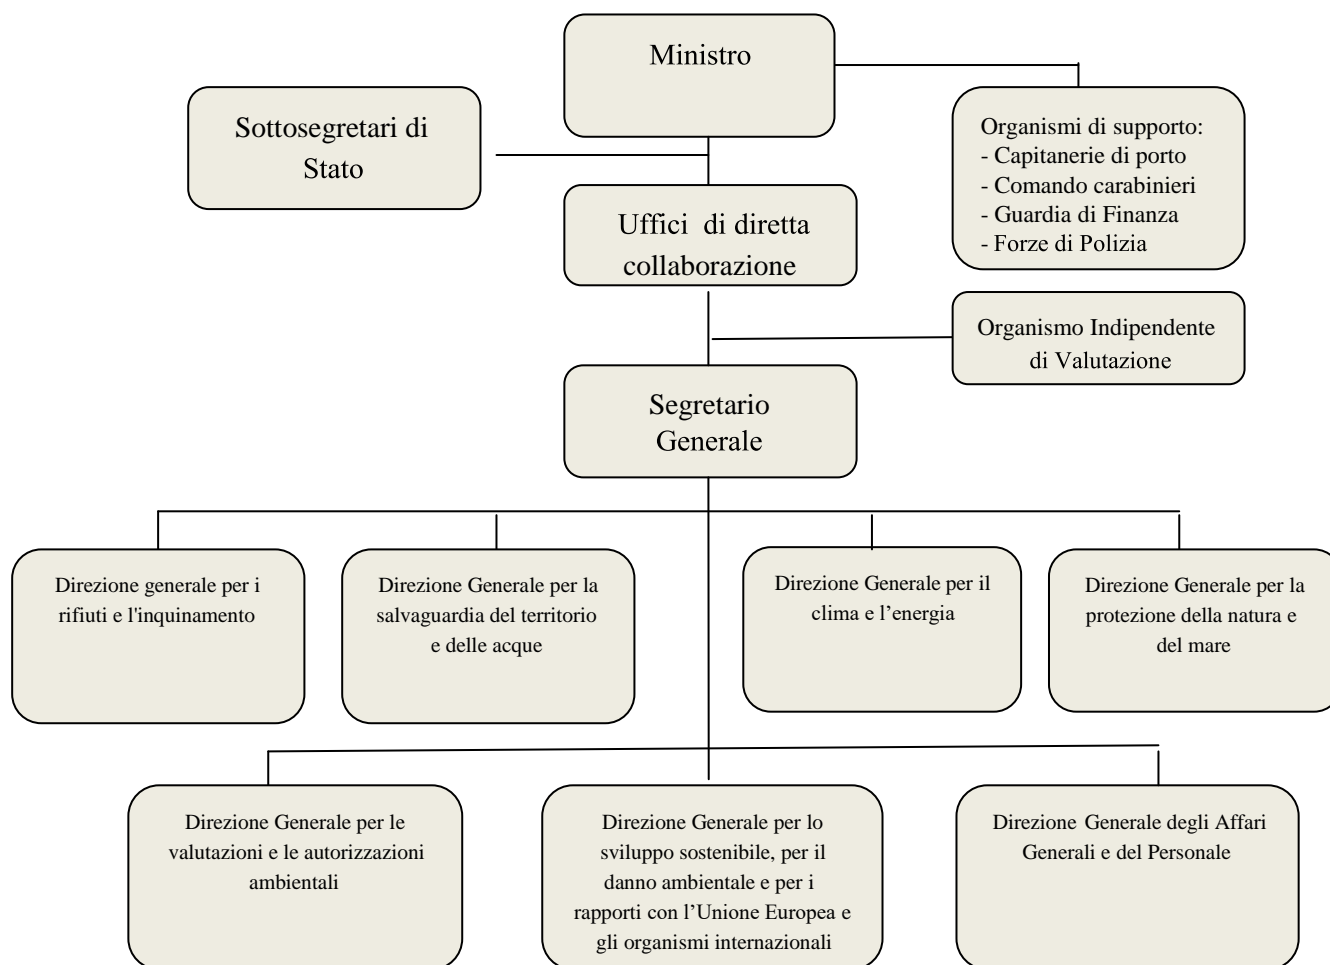 Ministro
Sottosegretari di
Stato
Organismi di supporto:
- Capitanerie di porto
- Comando carabinieri
- Guardia di Finanza
- Forze di Polizia
Uffici di diretta
collaborazione
Organismo Indipendente
di Valutazione
Segretario
Generale
Direzione generale per i
rifiuti e l'inquinamento
Direzione Generale per la
salvaguardia del territorio
e delle acque
Direzione Generale per il
clima e l’energia
Direzione Generale per la
protezione della natura e
del mare
Direzione Generale per le
valutazioni e le autorizzazioni
ambientali
Direzione Generale per lo
sviluppo sostenibile, per il
danno ambientale e per i
rapporti con l’Unione Europea e
gli organismi internazionali
Direzione Generale degli Affari
Generali e del Personale